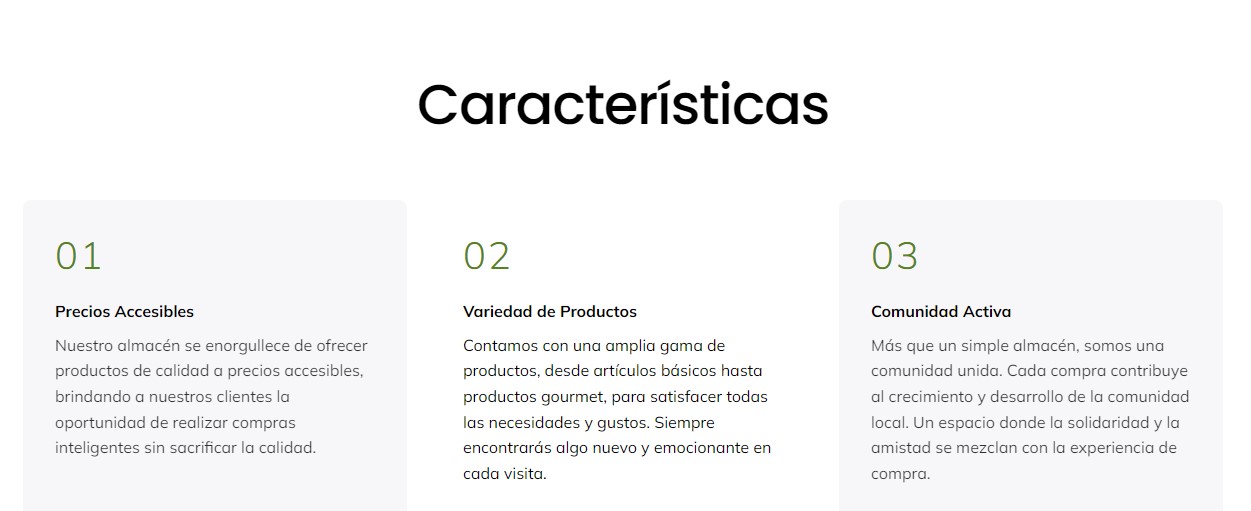 Características
01
Precios Accesibles
Nuestro almacén se enorgullece de ofrecer
productos de calidad a precios accesibles,
brindando a nuestros clientes la
oportunidad de realizar compras
inteligentes sin sacrificar la calidad.
02
Variedad de Productos
Contamos con una amplia gama de
productos, desde artículos básicos hasta
productos gourmet, para satisfacer todas
las necesidades y gustos. Siempre
encontrarás algo nuevo y emocionante en
cada visita.
03
Comunidad Activa
Más que un simple almacén, somos una
comunidad unida. Cada compra contribuye
al crecimiento y desarrollo de la comunidad
local. Un espacio donde la solidaridad y la
amistad se mezclan con la experiencia de
compra.